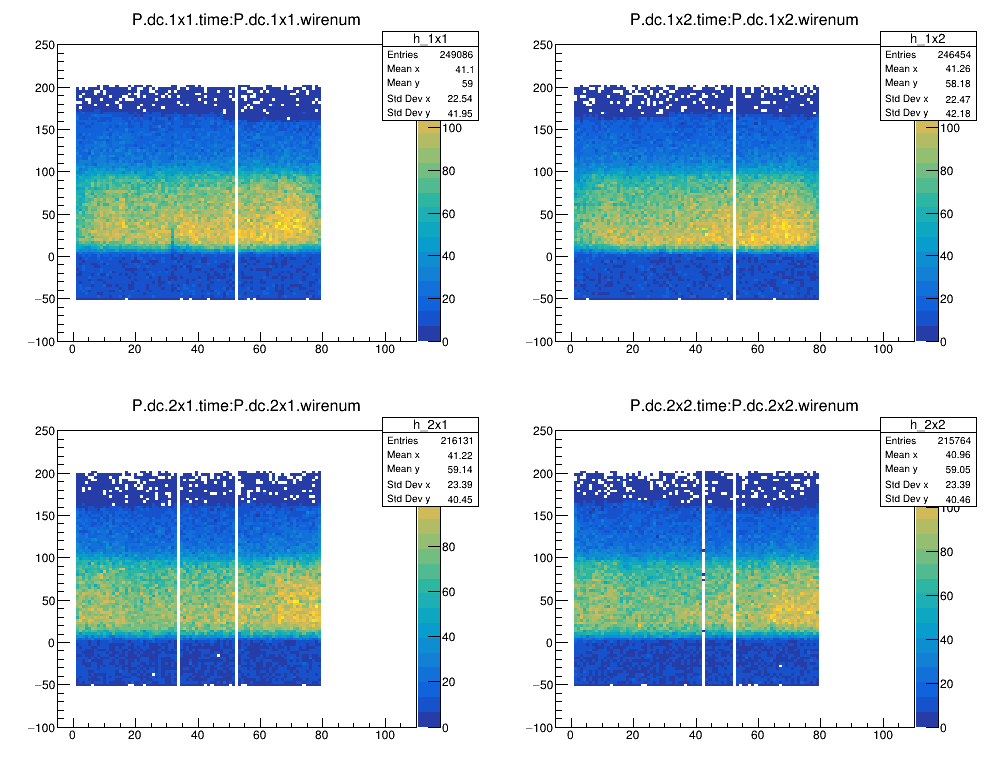 P.dc.1x1.time:P.dc.1x1.wirenum
h_1x1
Entries 249086
Mean x 41.1
Mean y 59
Std Dev x 22.54
Std Dev y 41.95
250
200
150
100
50
0
−50
−100
0 20 40 60 80 100
100
80
60
40
20
0
P.dc.1x2.time:P.dc.1x2.wirenum
h_1x2
Entries 246454
Mean x 41.26
Mean y 58.18
Std Dev x 22.47
Std Dev y 42.18
250
200
150
100
50
0
−50
−100
0 20 40 60 80 100
100
80
60
40
20
0
P.dc.2x1.time:P.dc.2x1.wirenum
h_2x1
Entries 216131
Mean x 41.22
Mean y 59.14
Std Dev x 23.39
Std Dev y 40.45
250
200
150
100
50
0
−50
−100
0 20 40 60 80 100
80
60
40
20
0
P.dc.2x2.time:P.dc.2x2.wirenum
h_2x2
Entries 215764
Mean x 40.96
Mean y 59.05
Std Dev x 23.39
Std Dev y 40.46
250
200
150
100
50
0
−50
−100
0 20 40 60 80 100
100
80
60
40
20
0